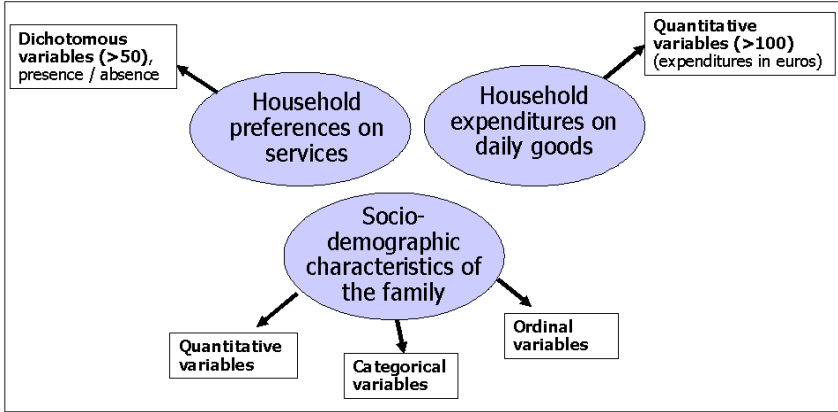 Dichotomous
variables (>50),
presence / absence
Quantitative
variables (>100)
(expenditures in euros)
Household
preferences on
services
Household
expenditures on
daily goods
Socio-
demographic
characteristics of
the family
Quantitative
variables
Categorical
variables
Ordinal
variables